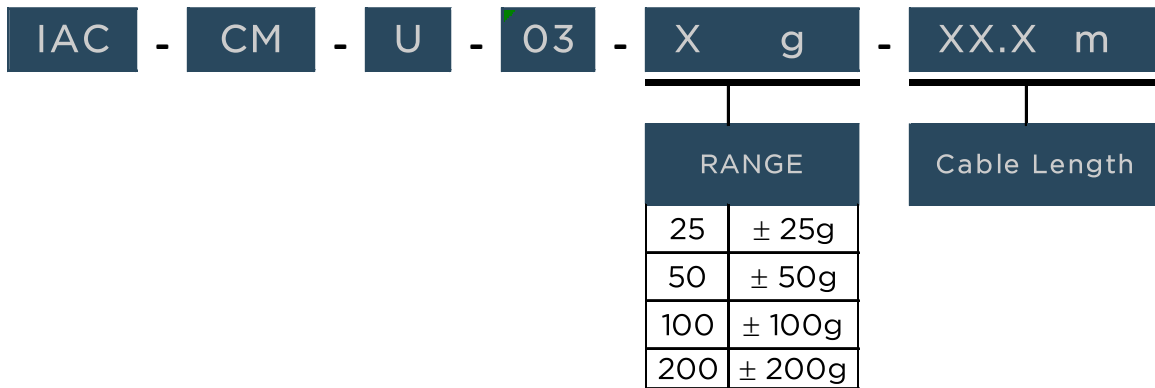 IAC - CM - U - 03 - X g - XX.X m
RANGE Cable Length
25 ± 25g
50 ± 50g
100 ± 100g
200 ± 200g